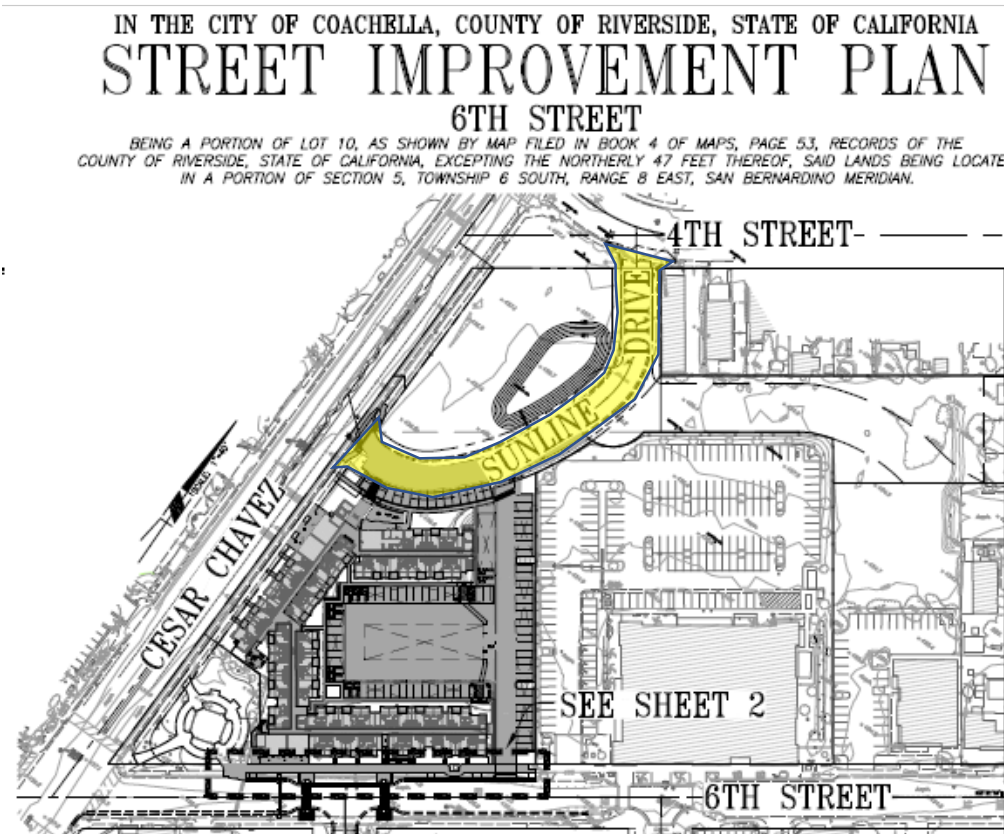 IN THE CITY OF COACHELLA, COUNTY OF RIVERSIDE, STATE OF CALIFORNIA
STREET IMPROVEMENT PLAN
6TH STREET
BEING A PORTION OF LOT 10, AS SHOWN BY MAP FILED IN BOOK 4 OF MAPS, PAGE 53, RECORDS OF THE
COUNTY OF RIVERSIDE, STATE OF CALIFORNIA, EXCEPTING THE NORTHERLY 47 FEET THEREOF, SAID LANDS BEING LOCATE
IN A PORTION OF SECTION 5, TOWNSHIP 6 SOUTH, RANGE 8 EAST, SAN BERNARDINO MERIDIAN.
4TH STREET
SUNLINE DRIVE
CESAR CHAVEZ
SEE SHEET 2
6TH STREET